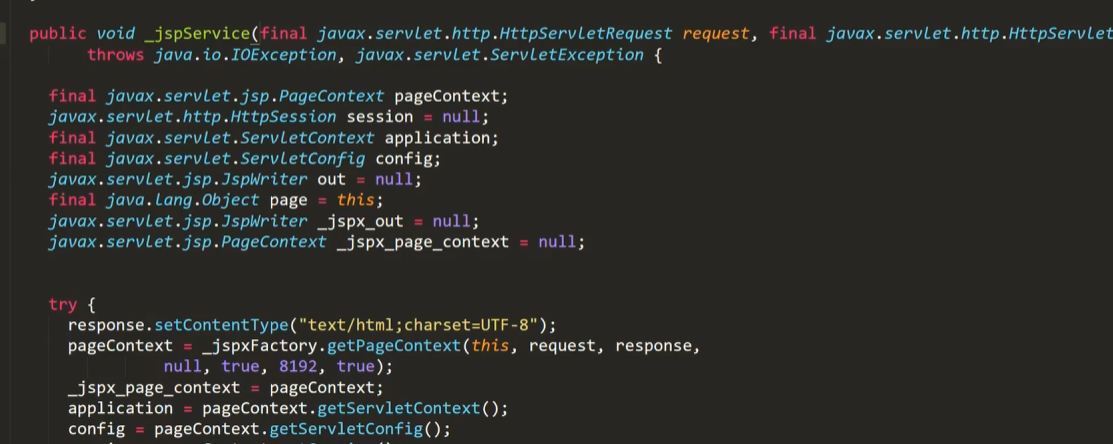 public void _jspService(final javax.servlet.http.HttpServletRequest request, final javax.servlet.http.HttpServlet
throws java.io.IOException, javax.servlet.ServletException {
final javax.servlet.jsp.PageContext pageContext;
javax.servlet.http.HttpSession session = null;
final javax.servlet.ServletContext application;
final javax.servlet.ServletConfig config;
javax.servlet.jsp.JspWriter out = null;
final java.lang.Object page = this;
javax.servlet.jsp.JspWriter _jspx_out = null;
javax.servlet.jsp.PageContext _jspx_page_context = null;
try {
response.setContentType("text/html;charset=UTF-8");
pageContext = _jspxFactory.getPageContext(this, request, response,
null, true, 8192, true);
_jspx_page_context = pageContext;
application = pageContext.getServletContext();
config = pageContext.getServletConfig();